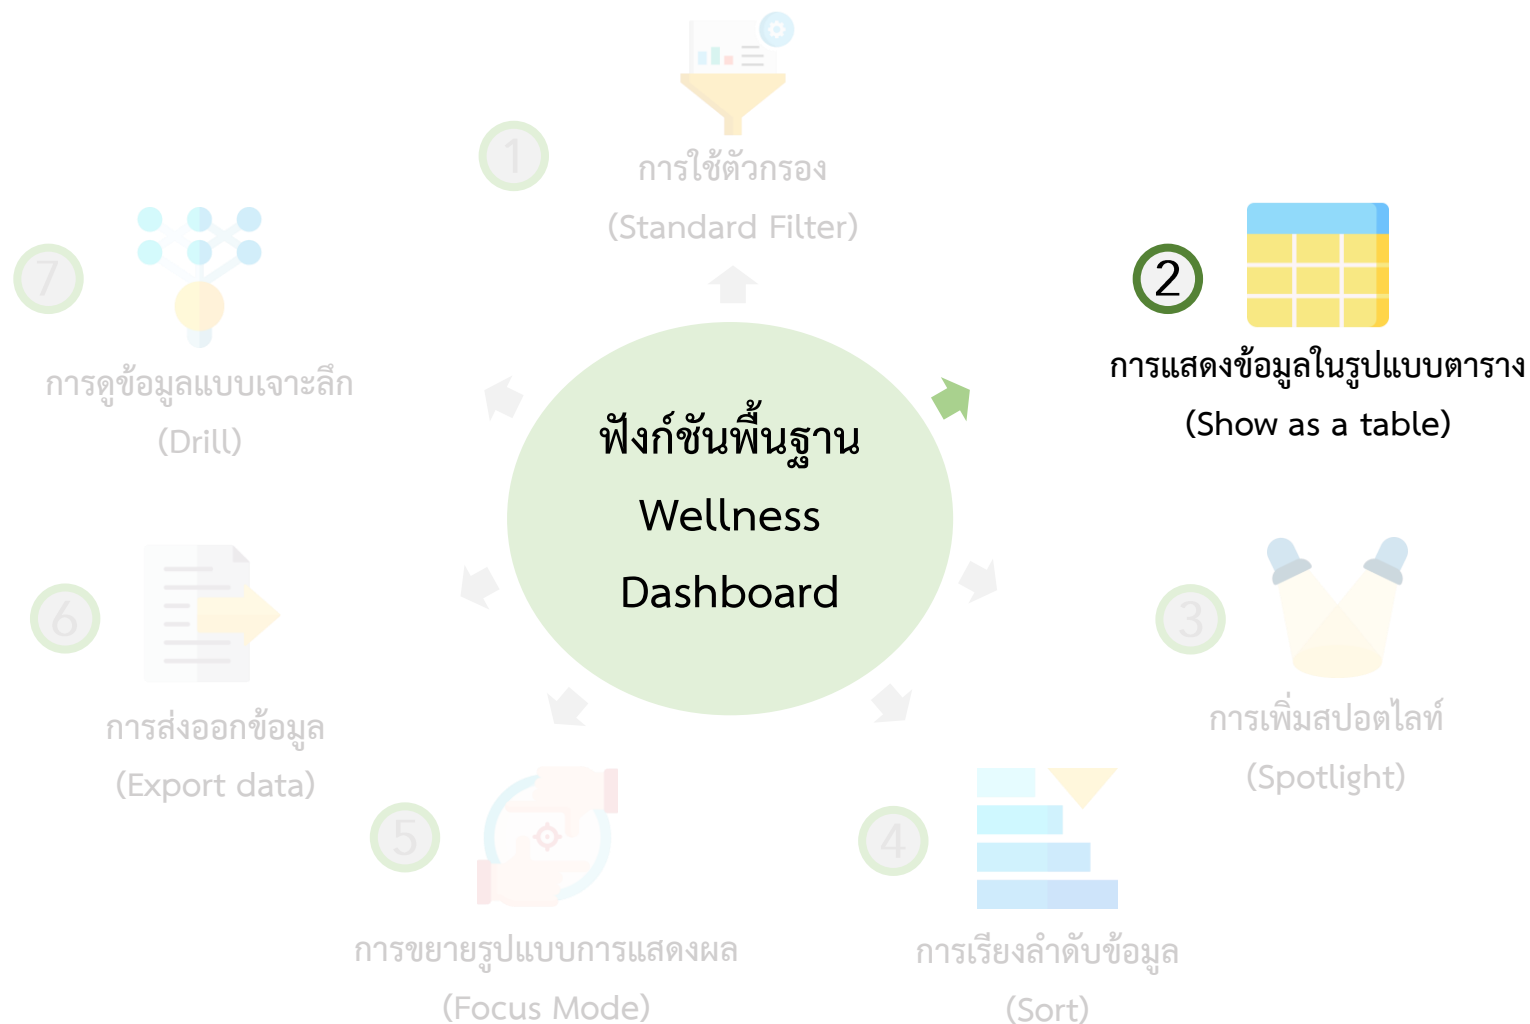 ฟังก์ชันพื้นฐาน
Wellness
Dashboard
1
การใช้ตัวกรอง
(Standard Filter)
2
การแสดงข้อมูลในรูปแบบตาราง
(Show as a table)
3
การเพิ่มสปอตไลท์
(Spotlight)
4
การเรียงลำดับข้อมูล
(Sort)
5
การขยายรูปแบบการแสดงผล
(Focus Mode)
6
การส่งออกข้อมูล
(Export data)
7
การดูข้อมูลแบบเจาะลึก
(Drill)